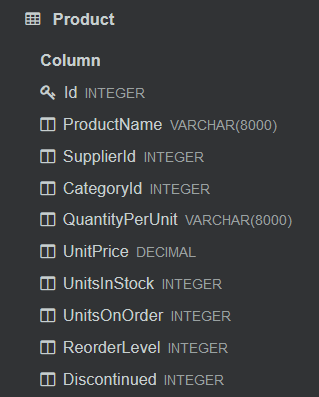 Product
Column
Id INTEGER
ProductName VARCHAR(8000)
SupplierId INTEGER
CategoryId INTEGER
QuantityPerUnit VARCHAR(8000)
UnitPrice DECIMAL
UnitsInStock INTEGER
UnitsOnOrder INTEGER
ReorderLevel INTEGER
Discontinued INTEGER